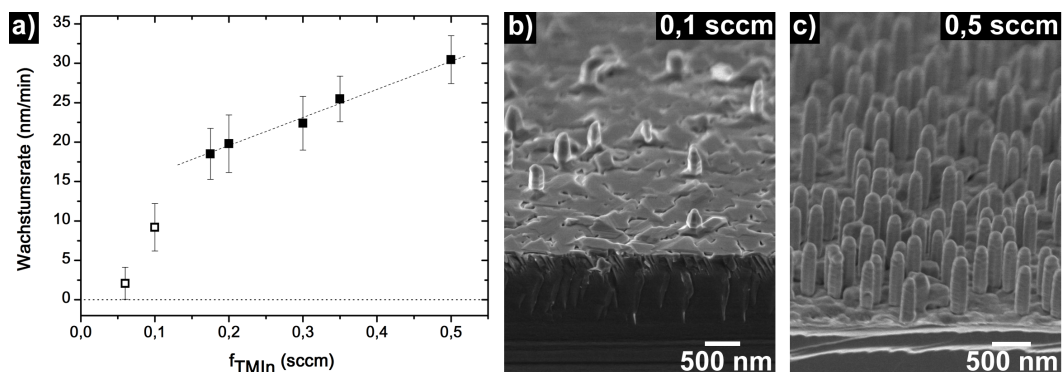 a)
35
30
25
20
15
10
5
0
Wachstumsrate (nm/min)
0,0 0,1 0,2 0,3 0,4 0,5
fTMIn (sccm)
b) 0,1 sccm
500 nm
c) 0,5 sccm
500 nm